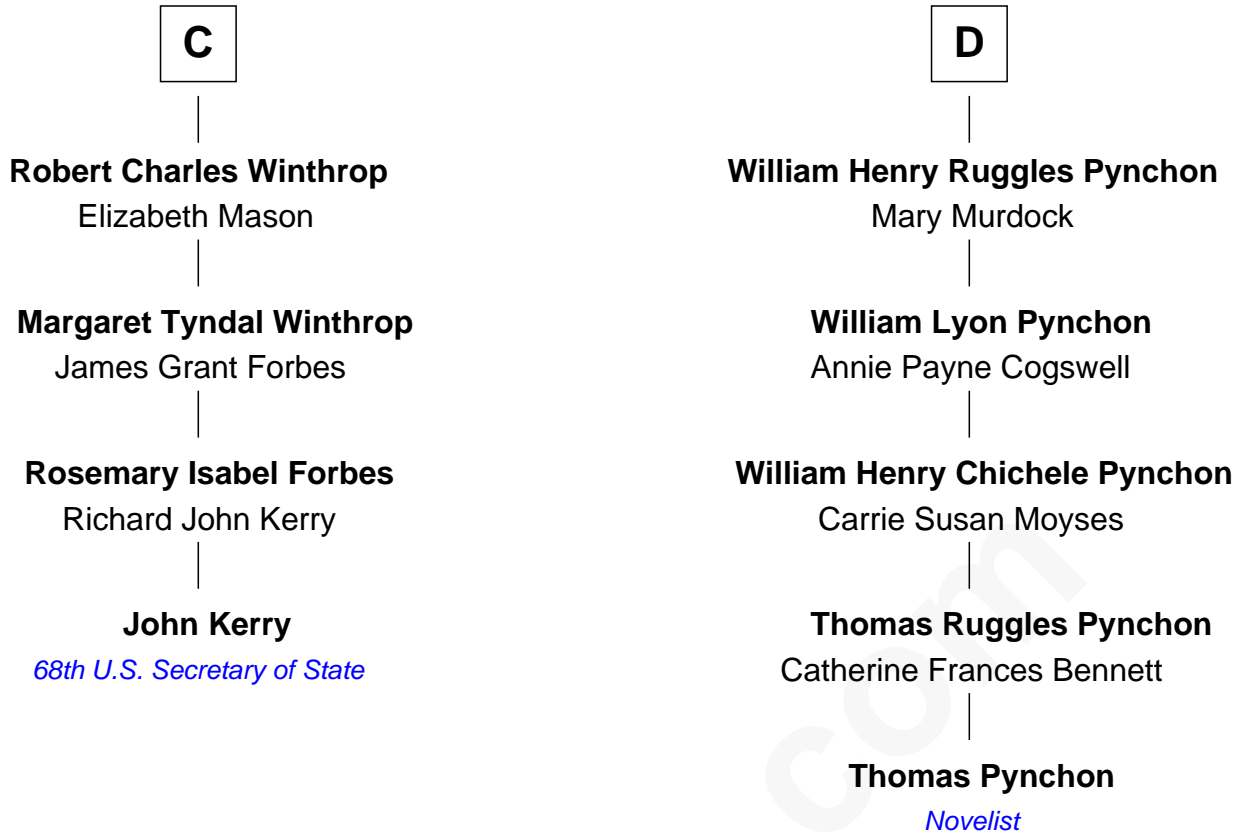 C
Robert Charles Winthrop
Elizabeth Mason
Margaret Tyndal Winthrop
James Grant Forbes
Rosemary Isabel Forbes
Richard John Kerry
John Kerry
68th U.S. Secretary of State
D
William Henry Ruggles Pynchon
Mary Murdock
William Lyon Pynchon
Annie Payne Cogswell
William Henry Chichele Pynchon
Carrie Susan Moyses
Thomas Ruggles Pynchon
Catherine Frances Bennett
Thomas Pynchon
Novelist
com